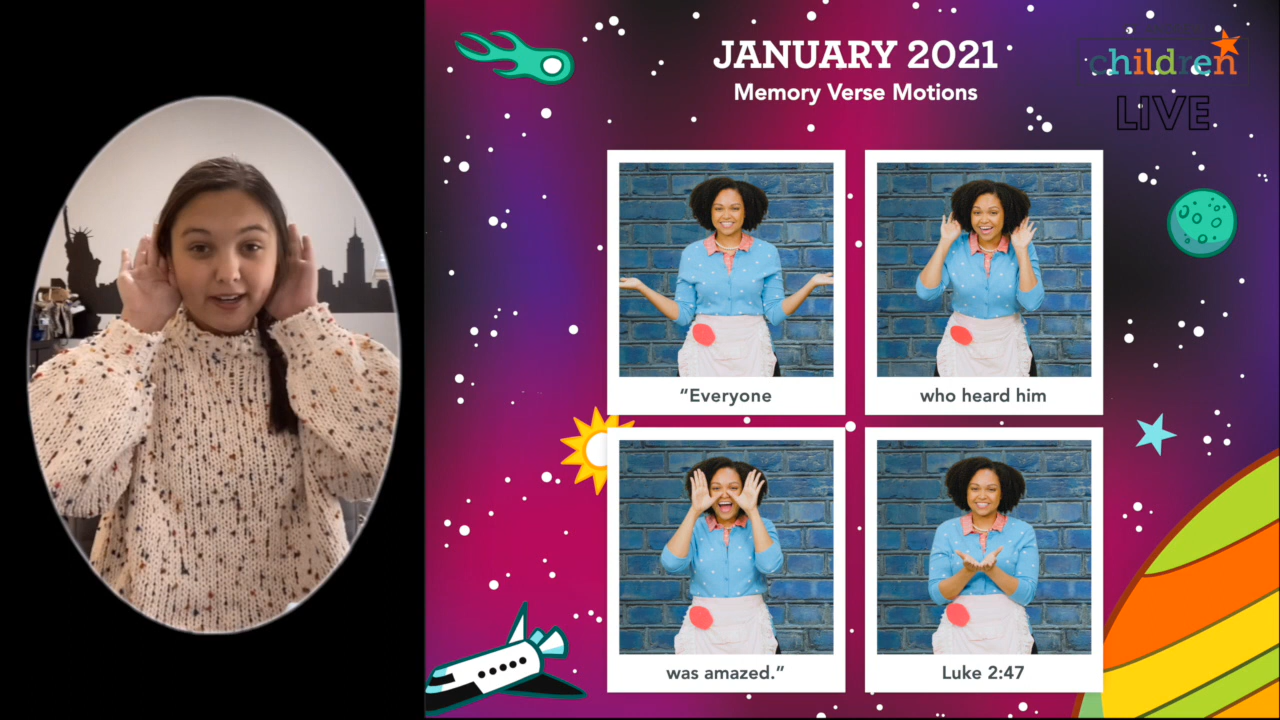 JANUARY 2021
Memory Verse Motions
children
LIVE
“Everyone
who heard him
was amazed.”
Luke 2:47